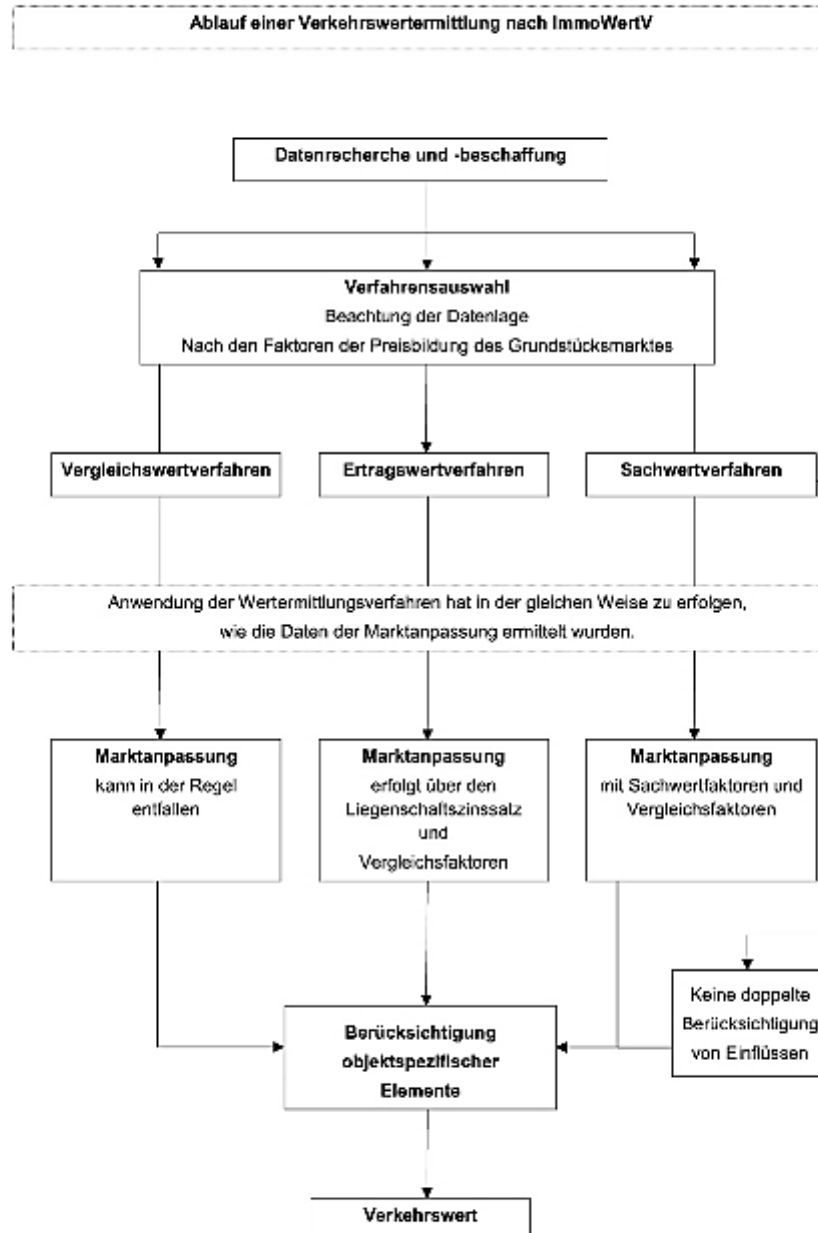 Ablauf einer Verkehrswertermittlung nach ImmoWertV
Datenrecherche und -beschaffung
Verfahrensauswahl
Beachtung der Datenlage
Nach den Faktoren der Preisbildung des Grundstücksmarktes
Vergleichswertverfahren
Ertragswertverfahren
Sachwertverfahren
Anwendung der Wertermittlungsverfahren hat in der gleichen Weise zu erfolgen,
wie die Daten der Marktanpassung ermittelt wurden.
Marktanpassung
kann in der Regel
entfallen
Marktanpassung
erfolgt über den
Liegenschaftszinssatz
und
Vergleichsfaktoren
Marktanpassung
mit Sachwertfaktoren und
Vergleichsfaktoren
Keine doppelte
Berücksichtigung
von Einflüssen
Berücksichtigung
objektspezifischer
Elemente
Verkehrswert